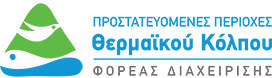 ΠΡΟΣΤΑΤΕΥΟΜΕΝΕΣ ΠΕΡΙΟΧΕΣ
Θερμαϊκού Κόλπου
ΦΟΡΕΑΣ ΔΙΑΧΕΙΡΙΣΗΣ